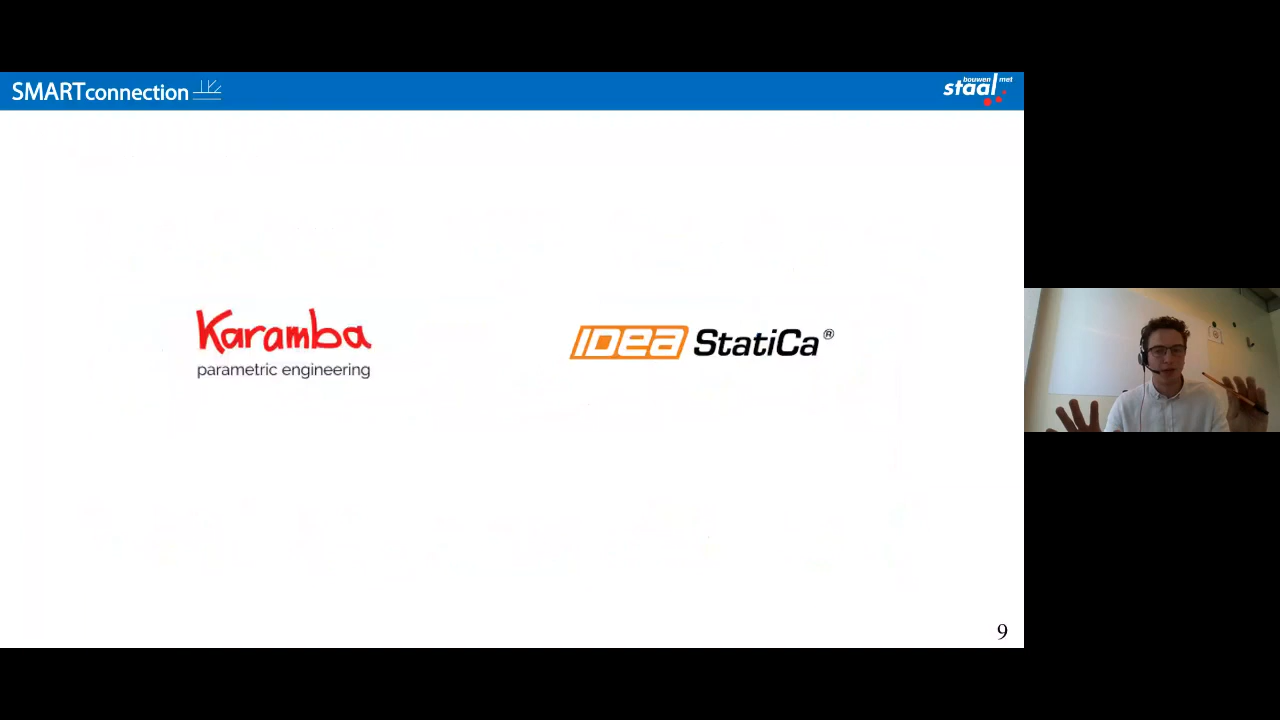 SMARTconnection
bouwen met
staal
Karamba
parametric engineering
IDEA StatiCa®
9